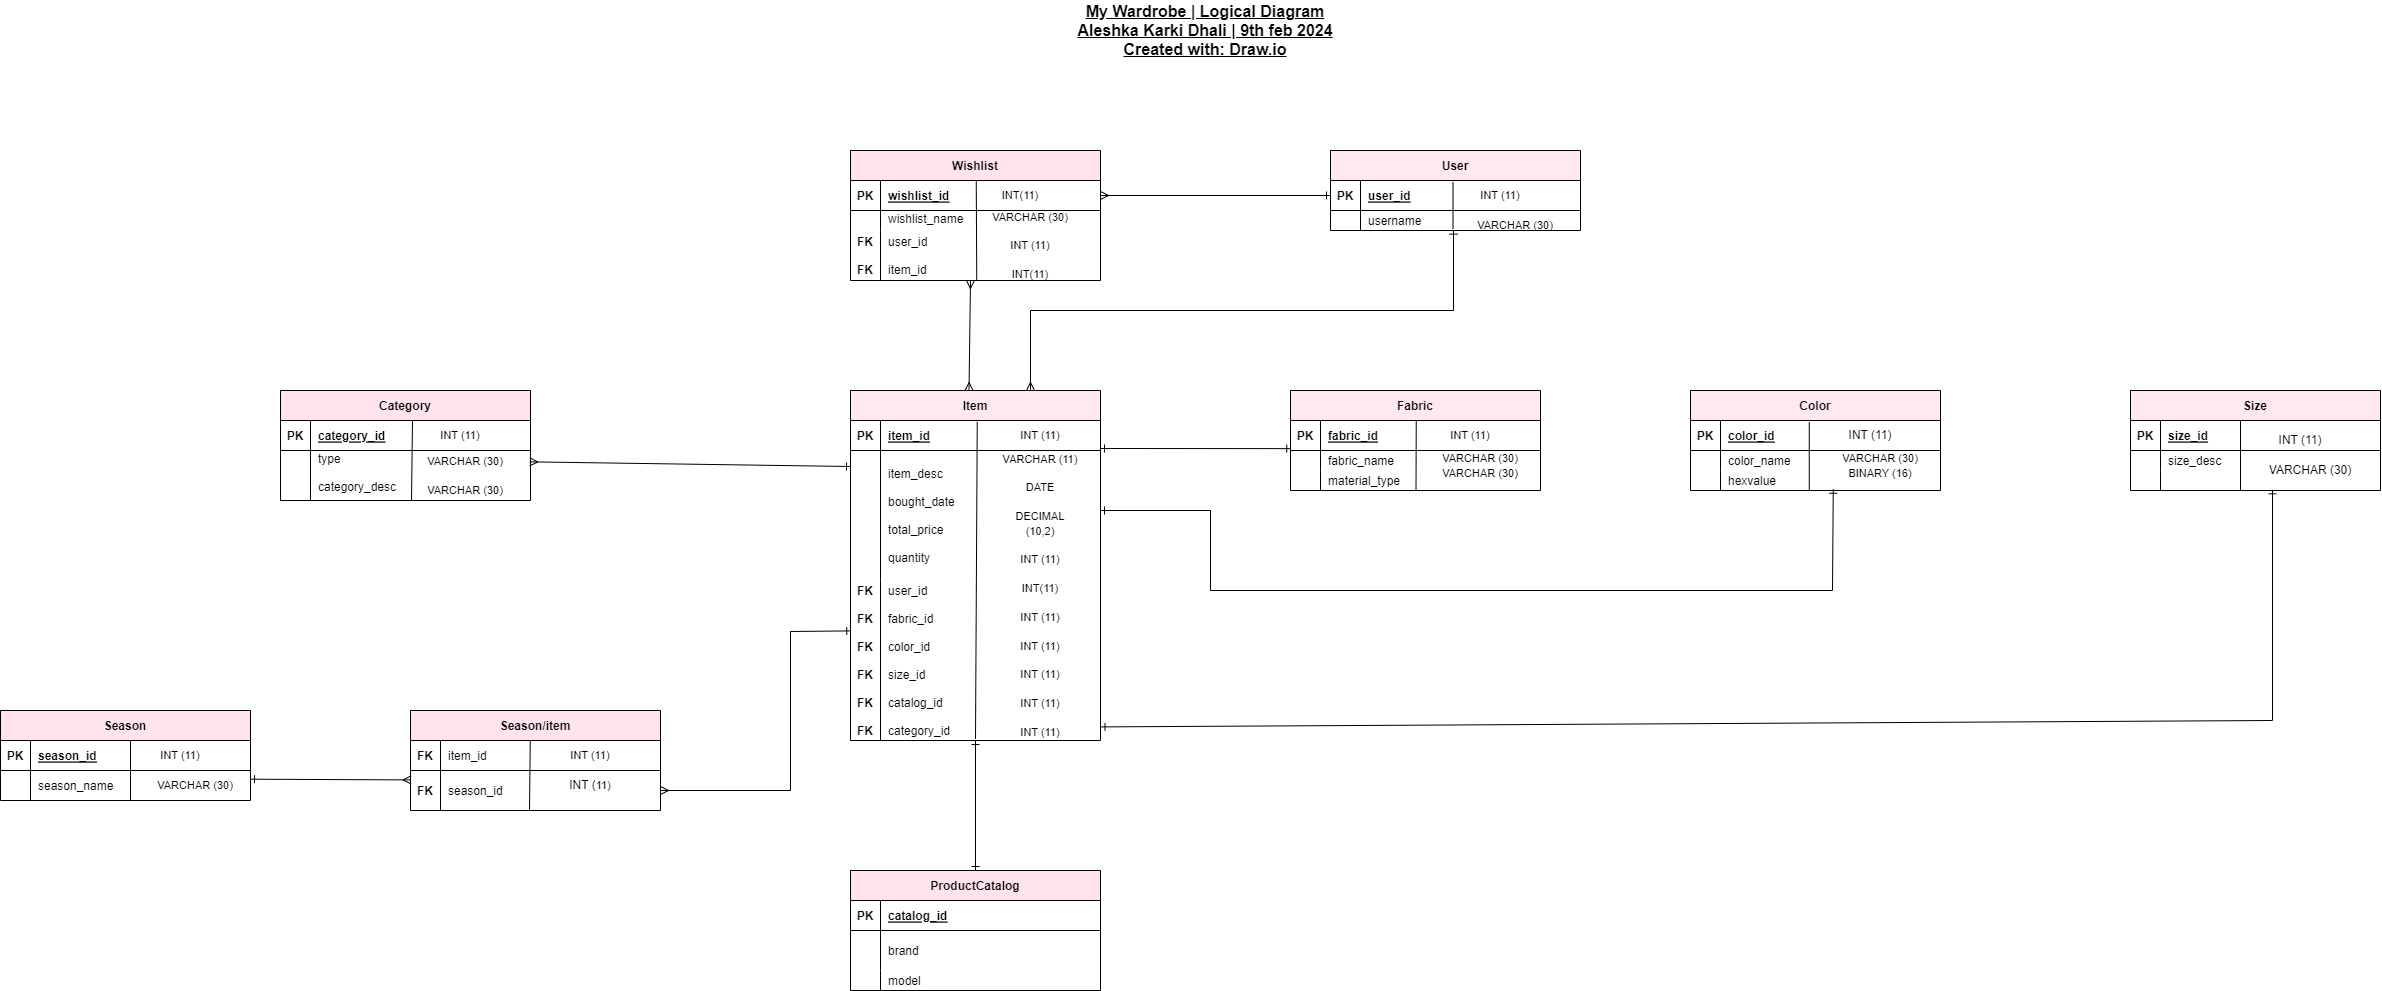 My Wardrobe | Logical Diagram
Aleshka Karki Dhali | 9th feb 2024
Created with: Draw.io
Wishlist
PK wishlist_id INT(11)
wishlist_name VARCHAR (30)
FK user_id INT (11)
FK item_id INT(11)
User
PK user_id INT (11)
username VARCHAR (30)
Category
PK category_id INT (11)
type VARCHAR (30)
category_desc VARCHAR (30)
Item
PK item_id INT (11)
item_desc VARCHAR (11)
bought_date DATE
total_price DECIMAL
(10,2)
quantity INT (11)
FK user_id INT(11)
FK fabric_id INT (11)
FK color_id INT (11)
FK size_id INT (11)
FK catalog_id INT (11)
FK category_id INT (11)
Fabric
PK fabric_id INT (11)
fabric_name VARCHAR (30)
material_type VARCHAR (30)
Color
PK color_id INT (11)
color_name VARCHAR (30)
hexvalue BINARY (16)
Size
PK size_id INT (11)
size_desc VARCHAR (30)
Season
PK season_id INT (11)
season_name VARCHAR (30)
Season/item
FK item_id INT (11)
FK season_id INT (11)
ProductCatalog
PK catalog_id
brand
model